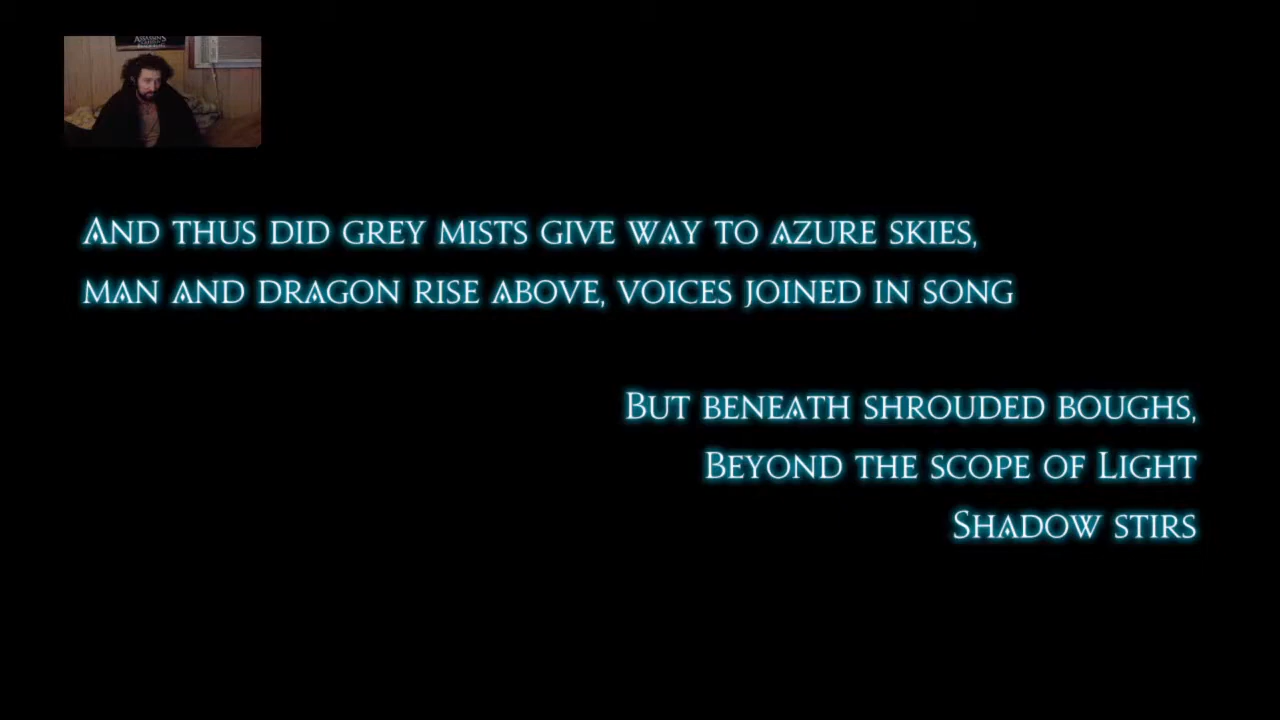 And thus did grey mists give way to azure skies,
man and dragon rise above, voices joined in song
But beneath shrouded boughs,
Beyond the scope of Light
Shadow stirs